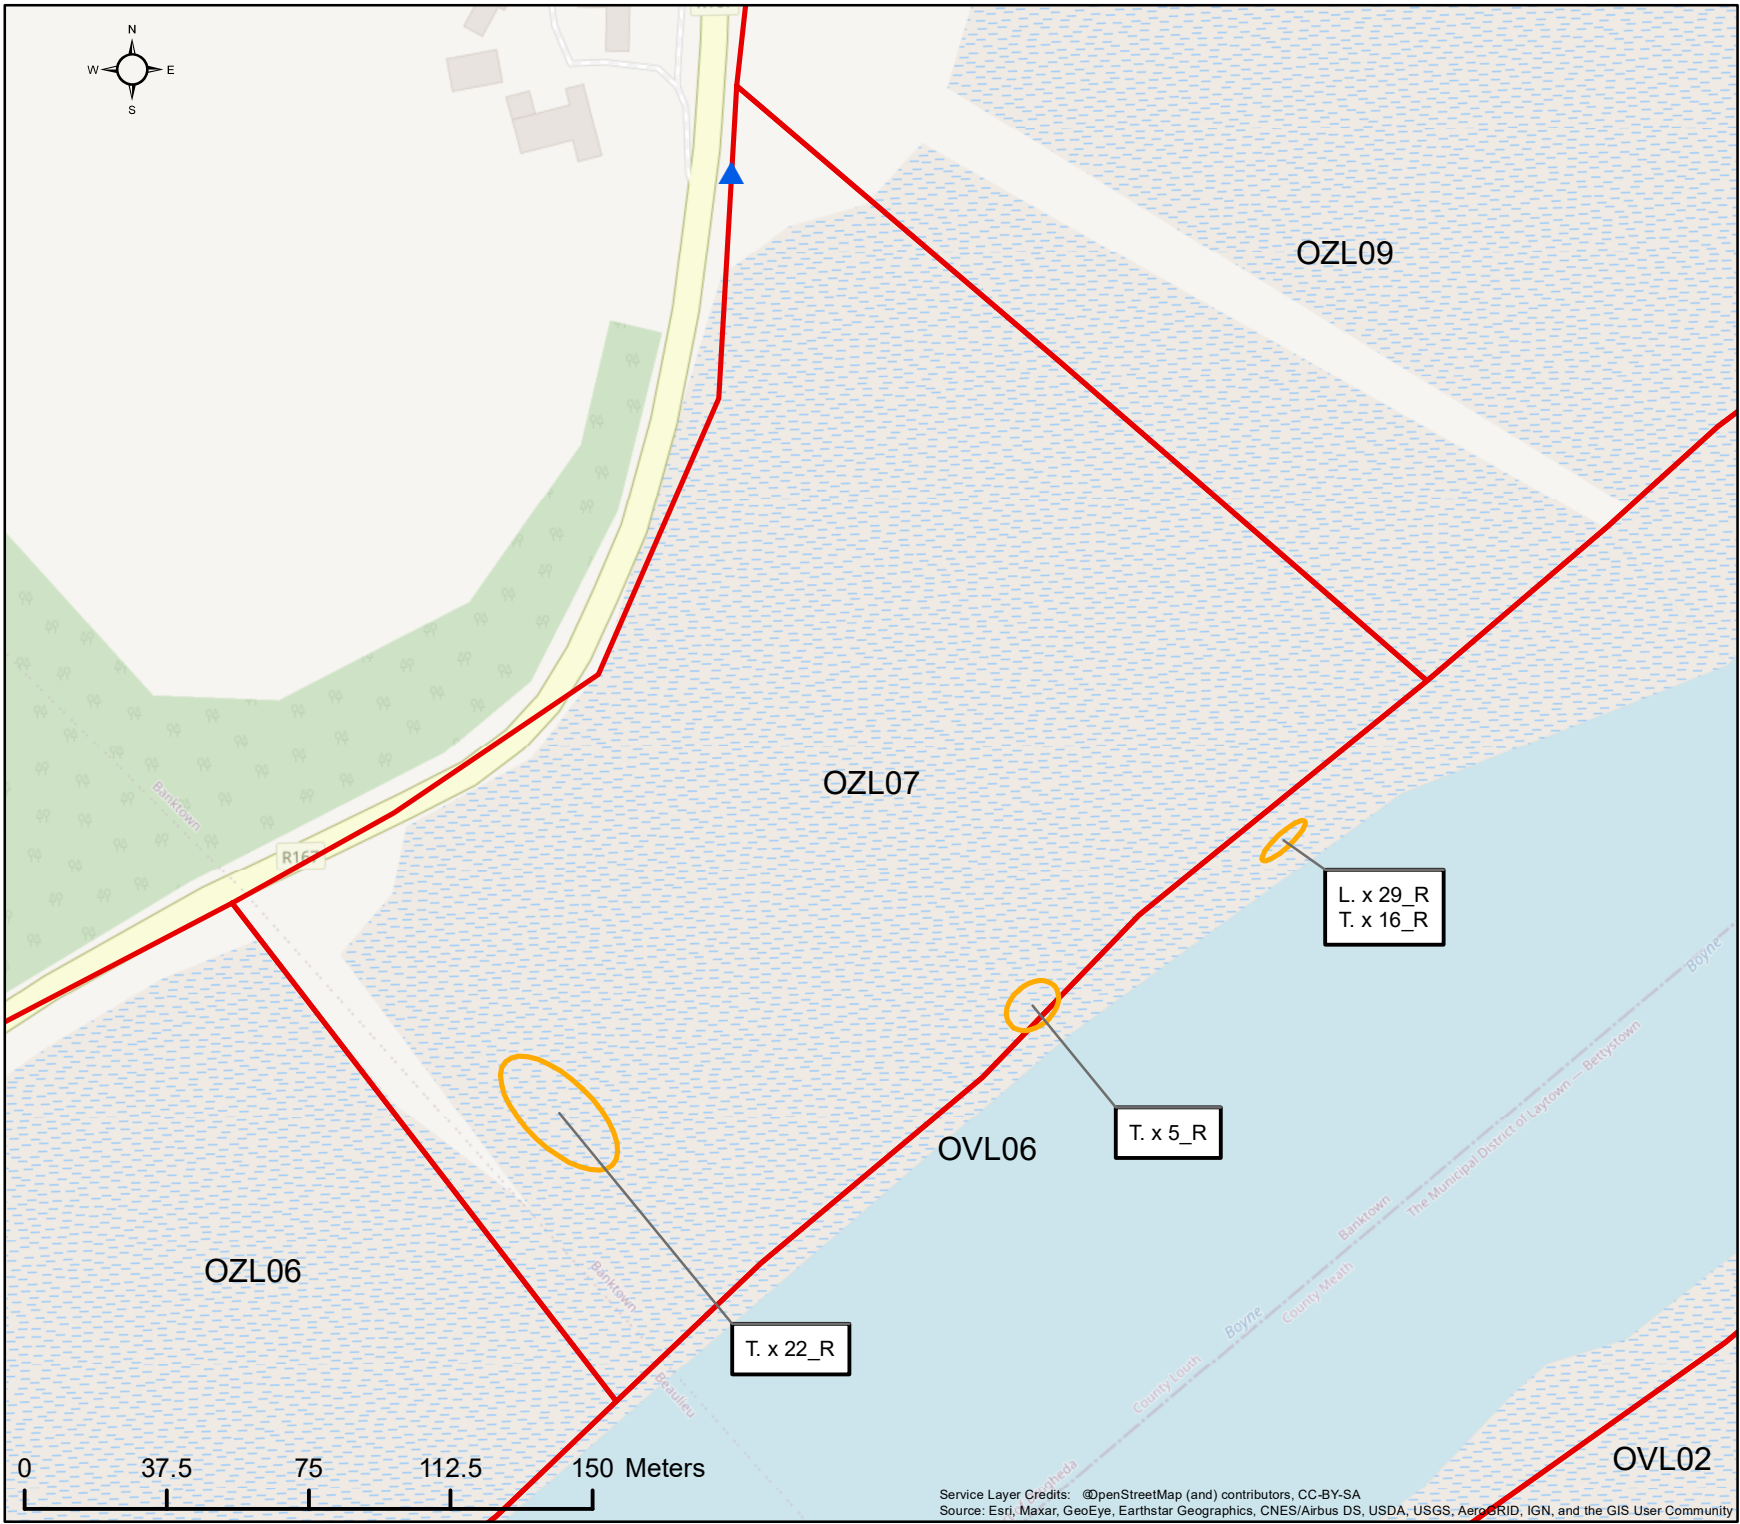 N
W E
S
OZL09
OZL07
Banktown
R167
L. x 29_R
T. x 16_R
Boyne
T. x 5_R
OVL06
The Municipal District of Laytown — Bettystown
Banktown
County Meath
OZL06
Banktown
Boyne
T. x 22_R
Beaulieu
County Louth
OVL02
0 37.5 75 112.5 150 Meters
Service Layer Credits: ©OpenStreetMap (and) contributors, CC-BY-SA
Source: Esri, Maxar, GeoEye, Earthstar Geographics, CNES/Airbus DS, USDA, USGS, AeroGRID, IGN, and the GIS User Community